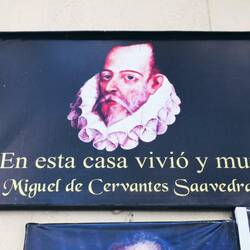 En esta casa vivió y mu
Miguel de Cervantes Saavedra